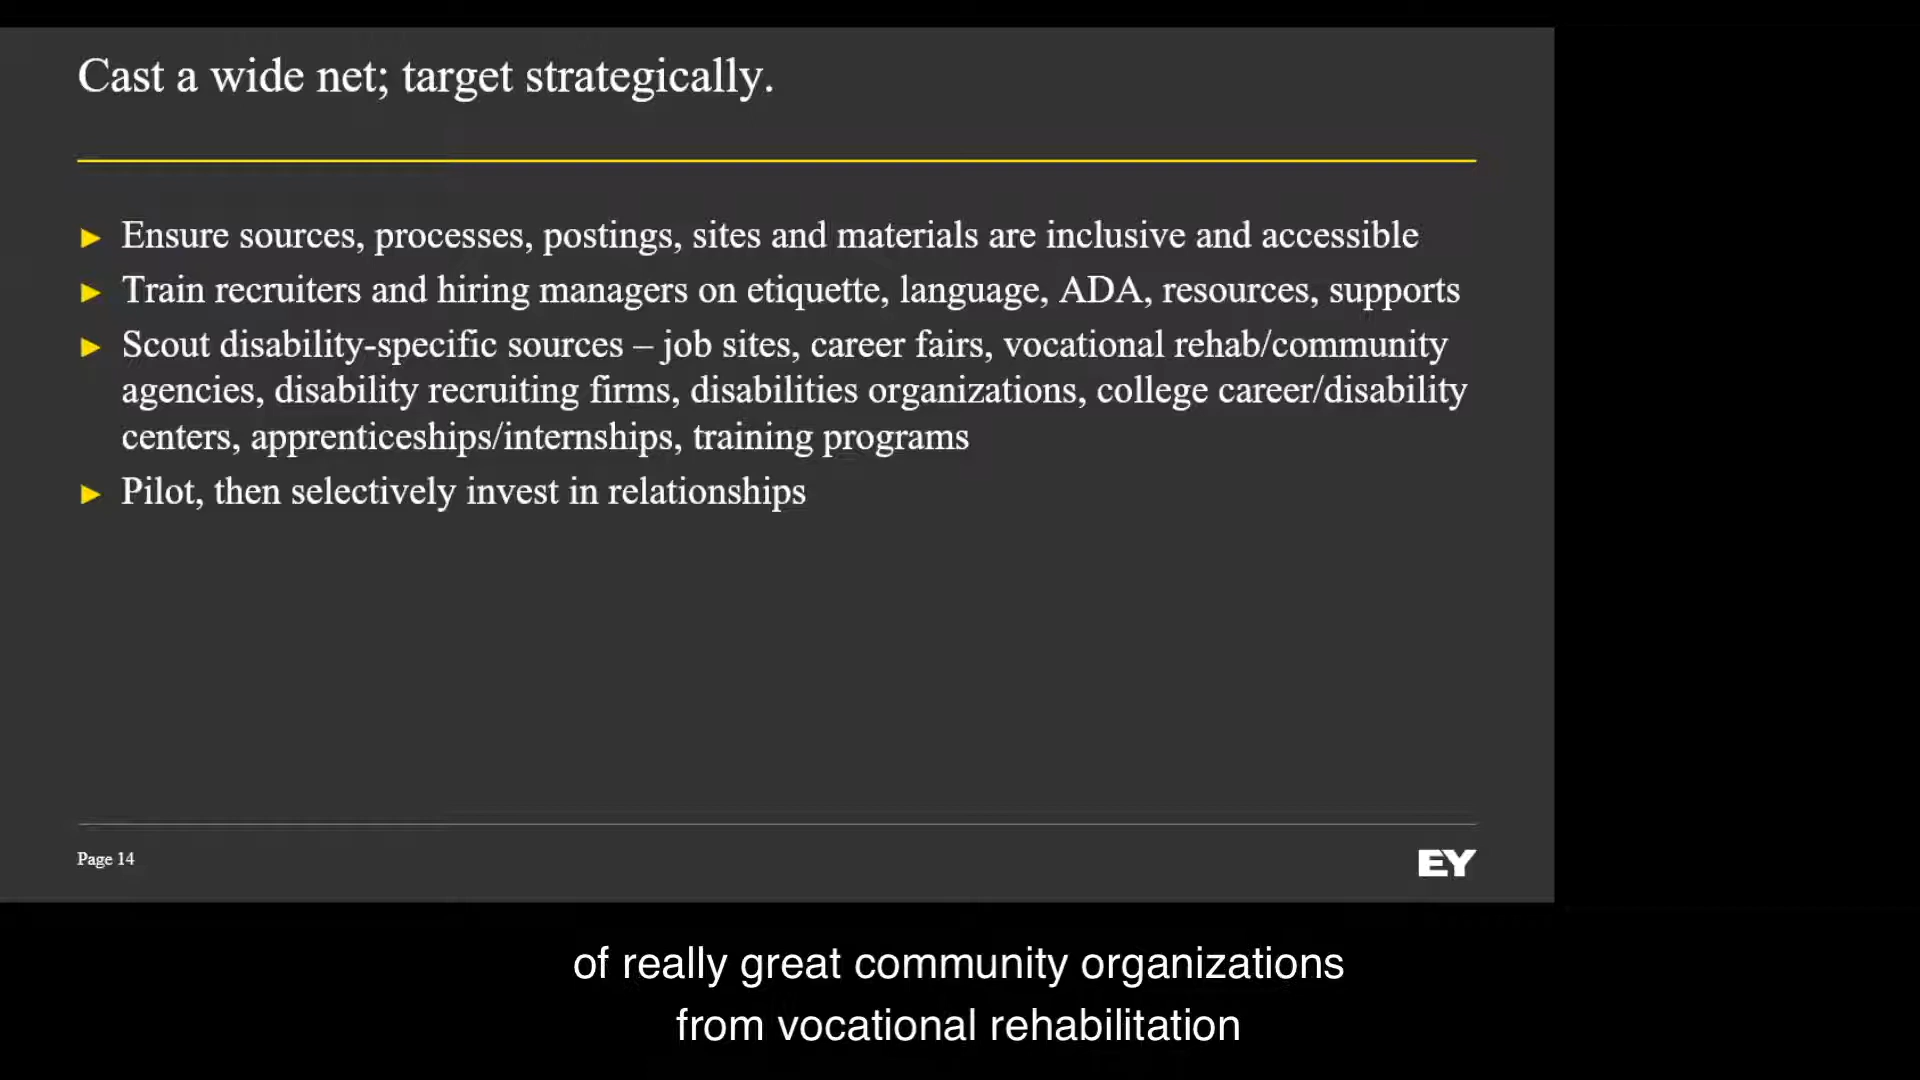 Cast a wide net; target strategically.
► Ensure sources, processes, postings, sites and materials are inclusive and accessible
► Train recruiters and hiring managers on etiquette, language, ADA, resources, supports
► Scout disability-specific sources – job sites, career fairs, vocational rehab/community
agencies, disability recruiting firms, disabilities organizations, college career/disability
centers, apprenticeships/internships, training programs
► Pilot, then selectively invest in relationships
Page 14
EY
of really great community organizations
from vocational rehabilitation